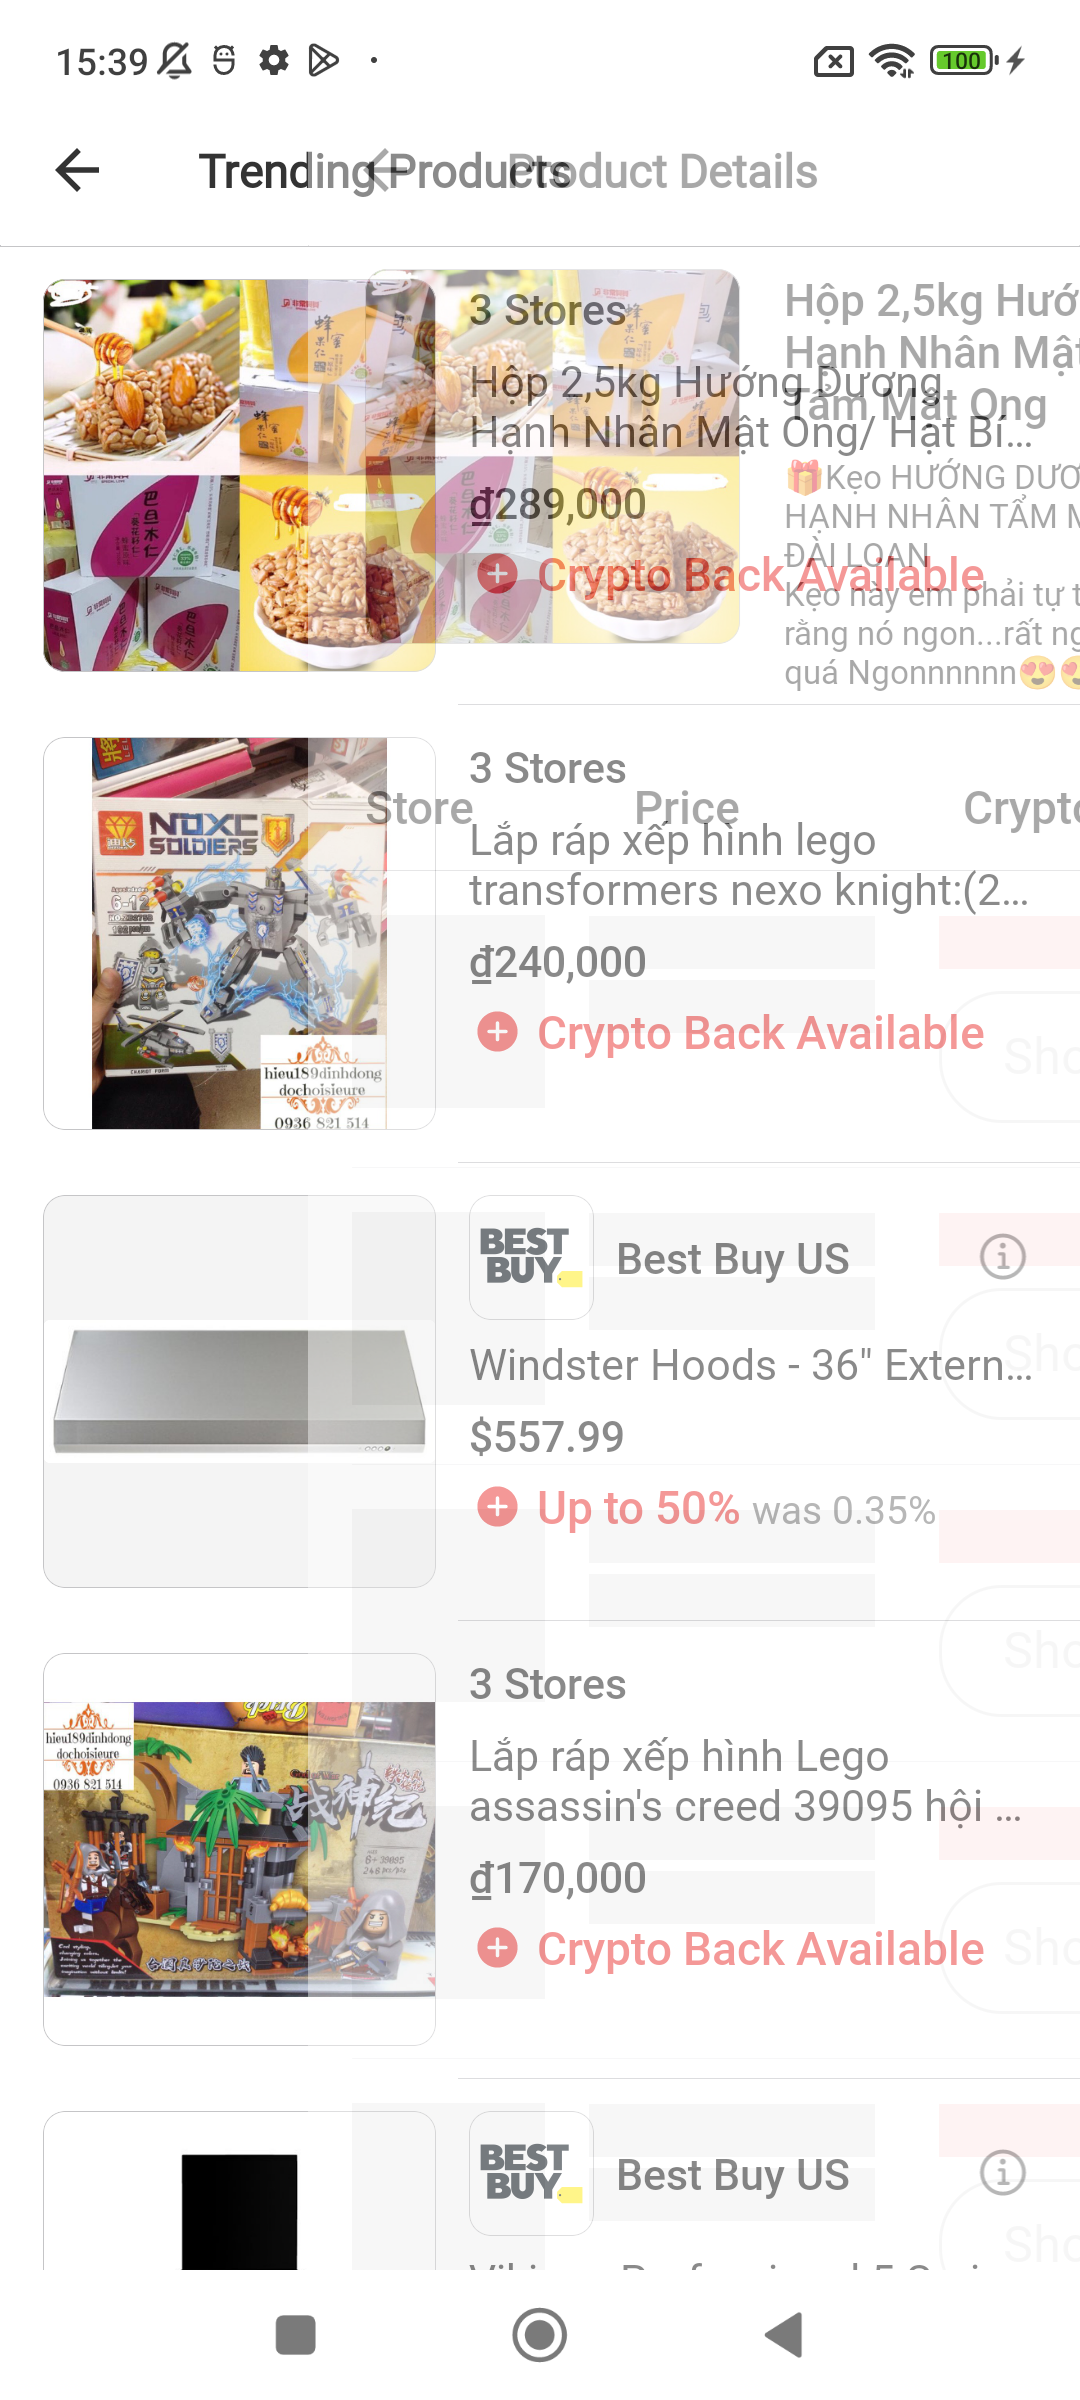 15:39
100
Trending Products
Product Details
3 Stores
Hộp 2,5kg Hướng Dương
Hạnh Nhân Mật Ong/ Hạt Bí...
₫289,000
Crypto Back Available
Hộp 2,5kg Hướ
Hạnh Nhân Mật
Tẩm Mật Ong
🎁Kẹo HƯỚNG DƯƠ
HẠNH NHÂN TẨM M
ĐÀI LOAN
Kẹo này em phải tự t
rằng nó ngon...rất ng
quá Ngonnnnnn😍
Store
Price
Crypto
3 Stores
Lắp ráp xếp hình lego
transformers nexo knight:(2...
₫240,000
Crypto Back Available
NOXC
SOLDIERS
6-12
hieu189dinhdong
dochoisieure
0936 821 514
Sho
BEST
BUY
Best Buy US
Windster Hoods - 36" Extern...
$557.99
Up to 50% was 0.35%
Sho
Sho
3 Stores
Lắp ráp xếp hình Lego
assassin's creed 39095 hội ...
₫170,000
Crypto Back Available
hieu189dinhdong
dochoisieure
0936 821 514
战神纪
Sho
BEST
BUY
Best Buy US
Sho